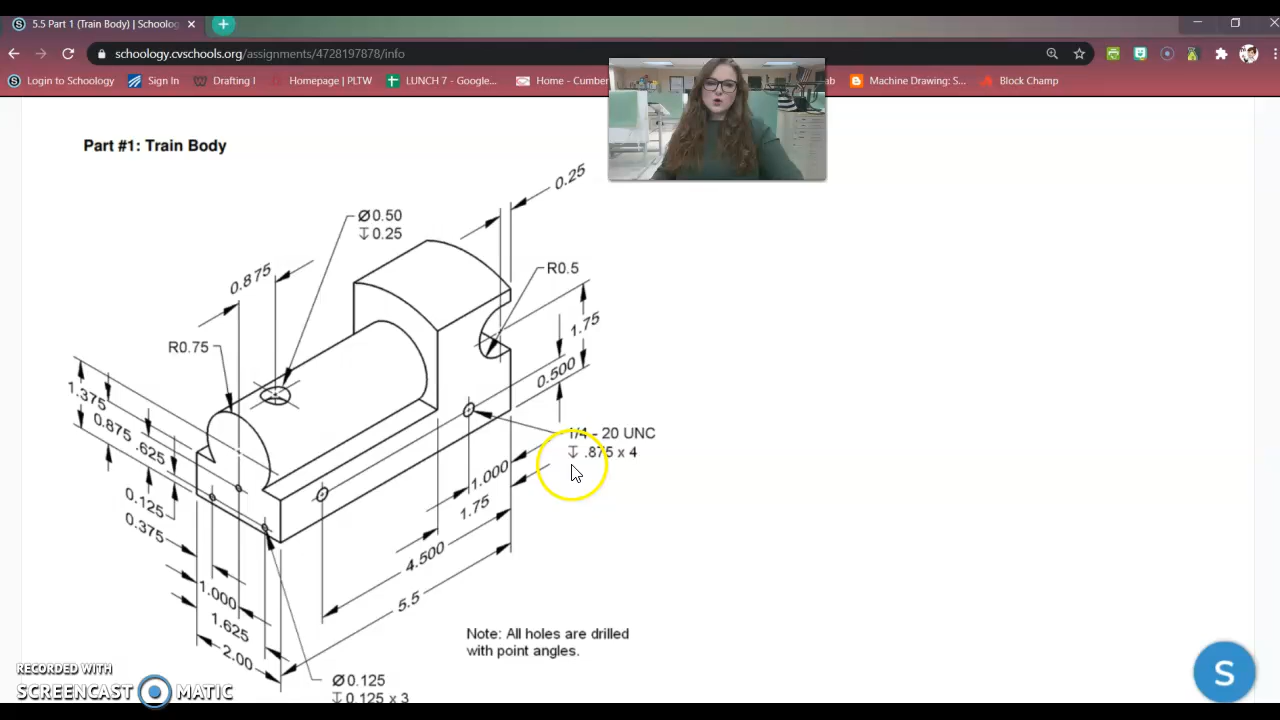 5.5 Part 1 (Train Body) | Schoolog
schoology.cvschools.org/assignments/4728197878/info
Login to Schoology
Sign In
Drafting I
Homepage | PLTW
LUNCH 7 - Google...
Home - Cumber
ab
Machine Drawing: S...
Block Champ
Part #1: Train Body
0.25
Ø0.50
↧0.25
0.875
R0.5
1.75
R0.75
0.500
1.375
0.875
.625
1/4 - 20 UNC
↧ .875 x 4
1.000
0.125
1.75
0.375
4.500
1.000
5.5
1.625
2.00
Note: All holes are drilled
with point angles.
Ø0.125
↧0.125 x 3
RECORDED WITH
SCREENCAST MATIC
S